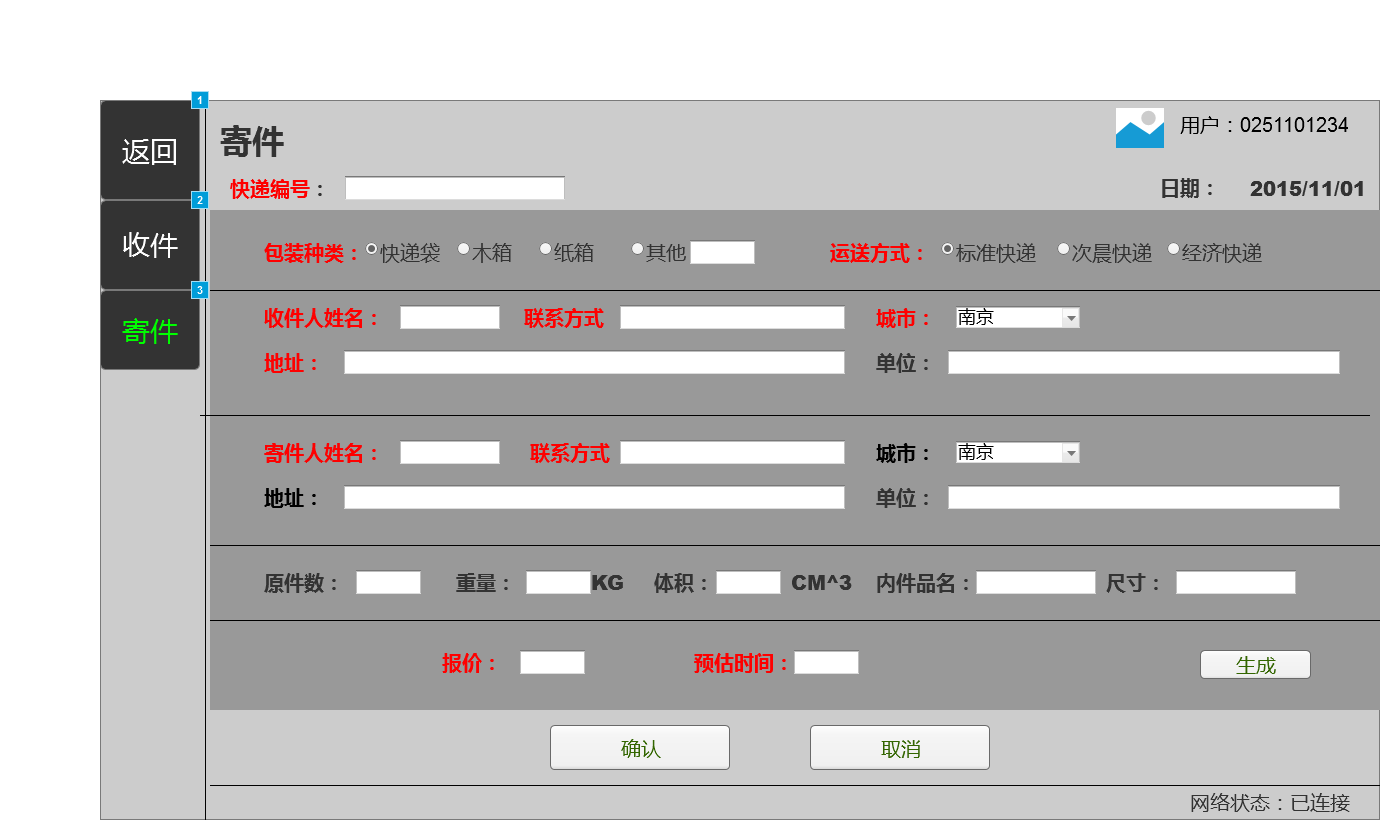 1
返回
寄件
用户：0251101234
快递编号：
日期： 2015/11/01
2
收件
包装种类： 快递袋 木箱 纸箱 其他 运送方式： 标准快递 次晨快递 经济快递
3
寄件
收件人姓名： 联系方式 城市： 南京
地址： 单位：
寄件人姓名： 联系方式 城市： 南京
地址： 单位：
原件数： 重量： KG 体积： CM^3 内件品名： 尺寸：
报价： 预估时间： 生成
确认 取消
网络状态：已连接